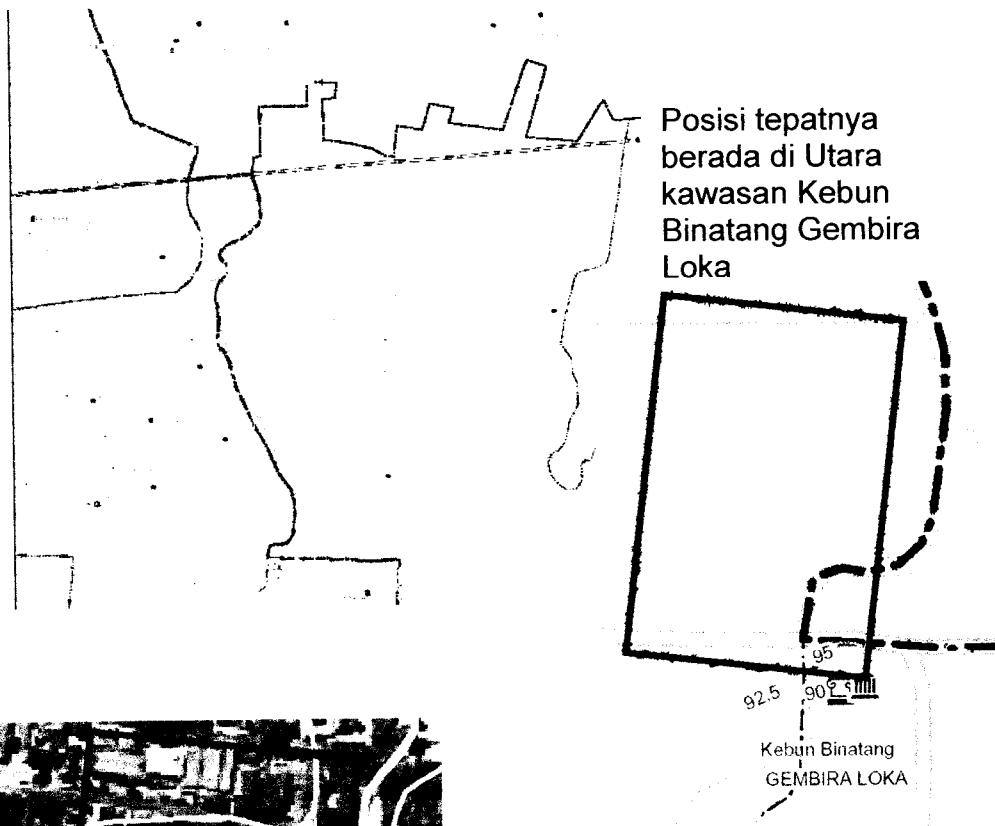 Posisi tepatnya
berada di Utara
kawasan Kebun
Binatang Gembira
Loka
95
92.5
90
Kebun Binatang
GEMBIRA LOKA